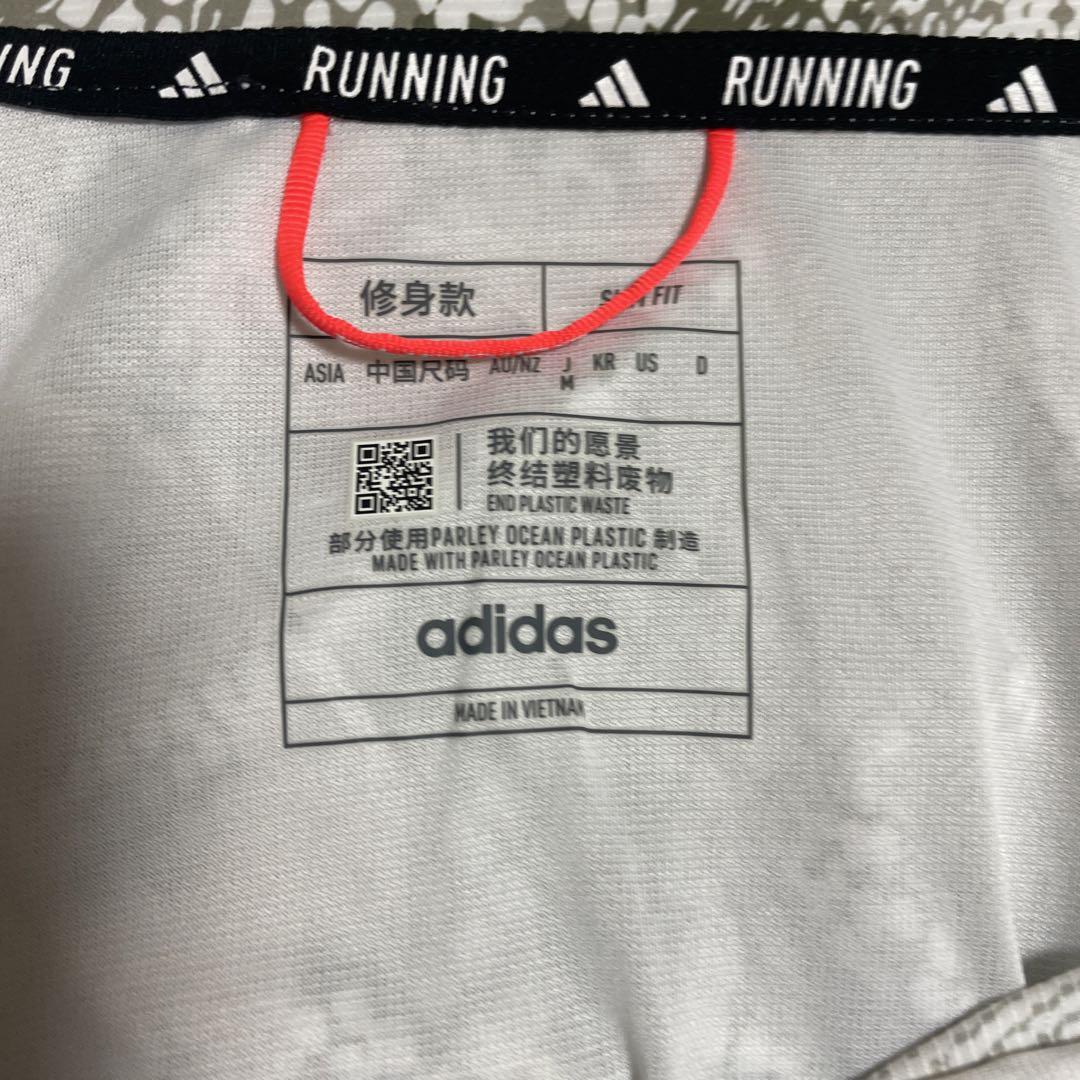 RUNNING RUNNING
修身款 FIT
ASIA 中国尺码 AU/NZ J KR US D
M
我们的愿景
终结塑料废物
END PLASTIC WASTE
部分使用PARLEY OCEAN PLASTIC 制造
MADE WITH PARLEY OCEAN PLASTIC
adidas
MADE IN VIETNAM